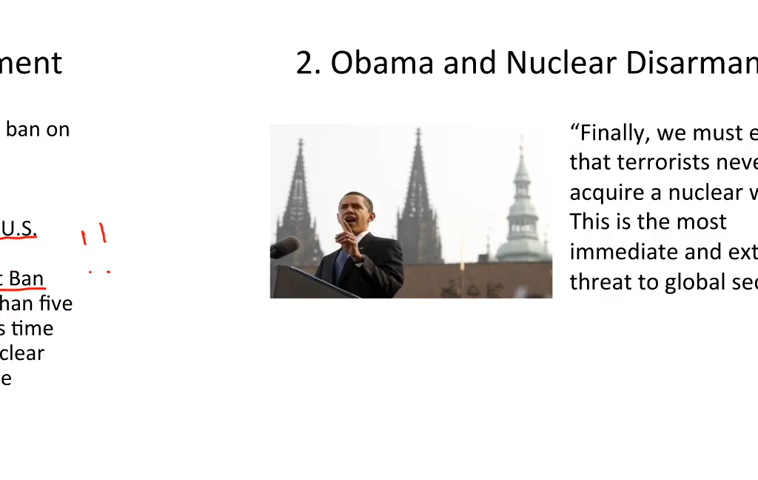 ment
ban on
U.S.
t Ban
han five
s time
clear
e
2. Obama and Nuclear Disarman
“Finally, we must e
that terrorists neve
acquire a nuclear w
This is the most
immediate and ext
threat to global sec